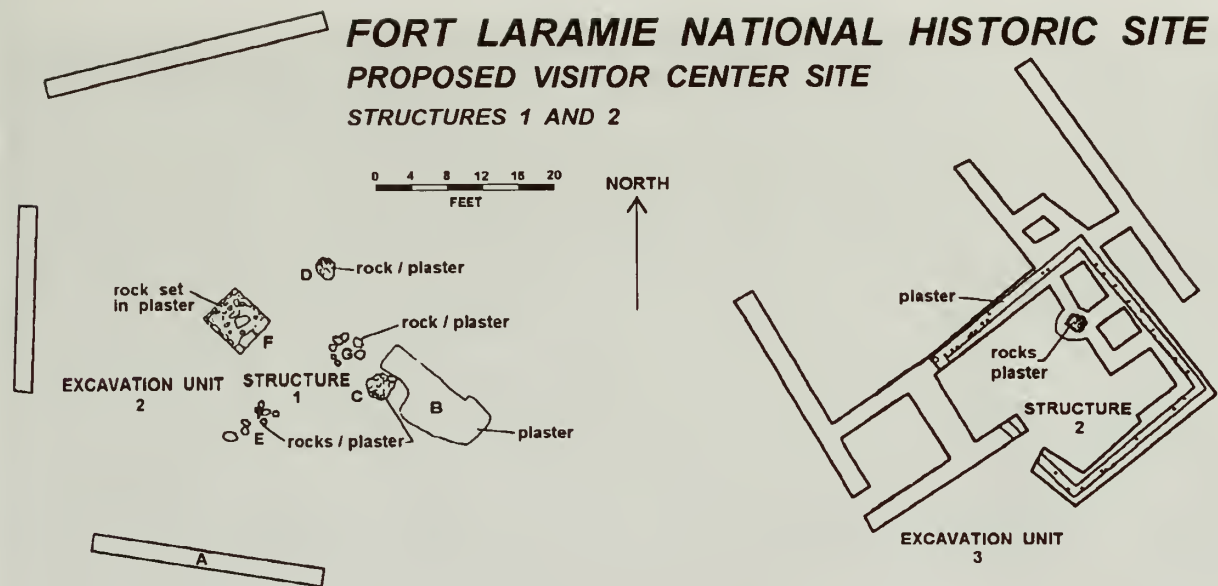 FORT LARAMIE NATIONAL HISTORIC SITE
PROPOSED VISITOR CENTER SITE
STRUCTURES 1 AND 2
0 4 8 12 16 20
FEET
NORTH
D
rock / plaster
rock set
in plaster
F
rock / plaster
G
EXCAVATION UNIT
2
STRUCTURE
1
C
B
plaster
E
rocks / plaster
A
plaster
rocks
plaster
STRUCTURE
2
EXCAVATION UNIT
3